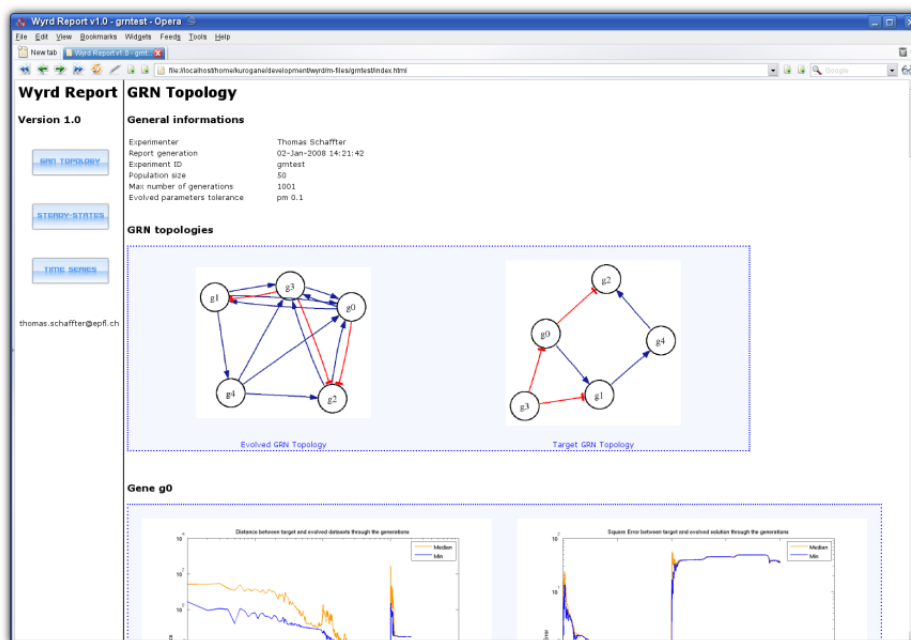 Wyrd Report v1.0 - grntest - Opera
File Edit View Bookmarks Widgets Feeds Tools Help
New tab Wyrd Report v1.0 - grnt...
file://localhost/home/kurogane/development/wyrd/m-files/grntest/index.html
Google
Wyrd Report
Version 1.0
GRN TOPOLOGY
STEADY-STATES
TIME SERIES
thomas.schaffter@epfl.ch
GRN Topology
General informations
Experimenter Thomas Schaffter
Report generation 02-Jan-2008 14:21:42
Experiment ID grntest
Population size 50
Max number of generations 1001
Evolved parameters tolerance pm 0.1
GRN topologies
g1 g3 g0 g4 g2
Evolved GRN Topology
g2 g0 g4 g3 g1
Target GRN Topology
Gene g0
Distance between target and evolved datasets through the generations
Median
Min
Square Error between target and evolved solution through the generations
Median
Min